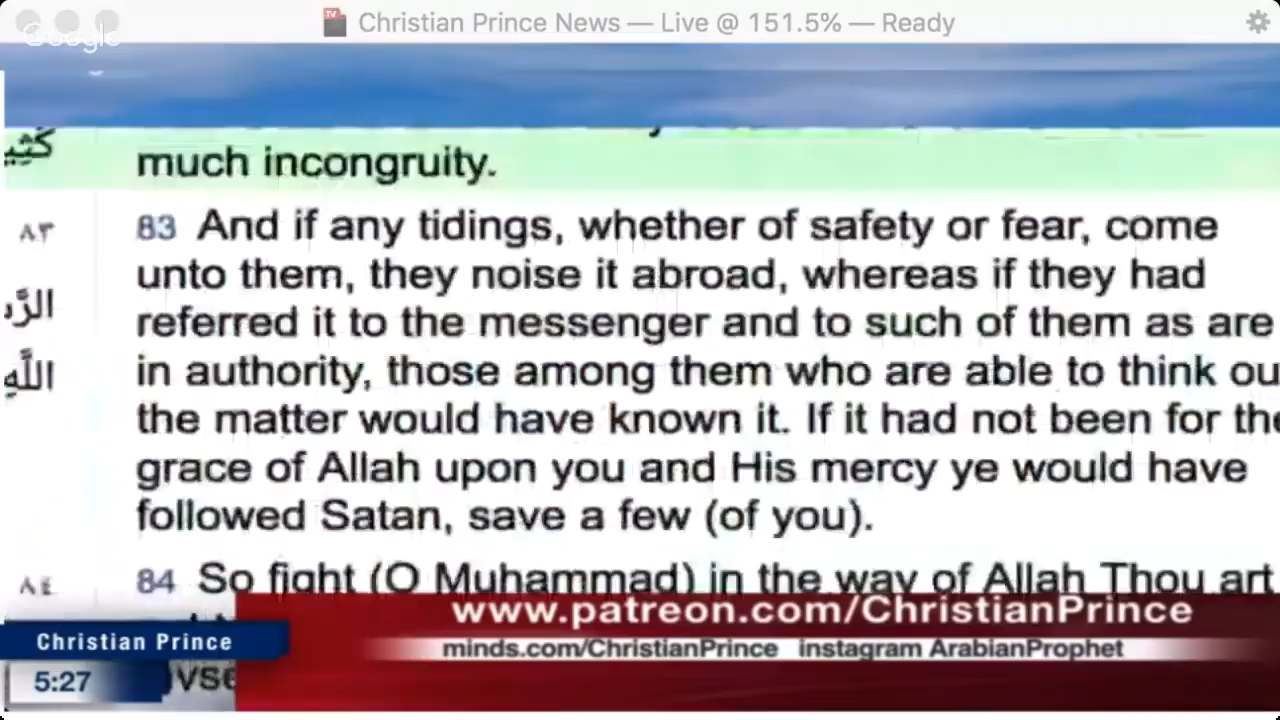 Christian Prince News — Live @ 151.5% — Ready
Google
much incongruity.
٨٣
83 And if any tidings, whether of safety or fear, come
unto them, they noise it abroad, whereas if they had
referred it to the messenger and to such of them as are
in authority, those among them who are able to think
the matter would have known it. If it had not been for
grace of Allah upon you and His mercy ye would have
اللَّهِ
followed Satan, save a few (of you).
٨٤
84 So fight (O Muhammad) in the way of Allah Thou art
www.patreon.com/ChristianPrince
Christian Prince
minds.com/ChristianPrince instagram ArabianProphet
5:27